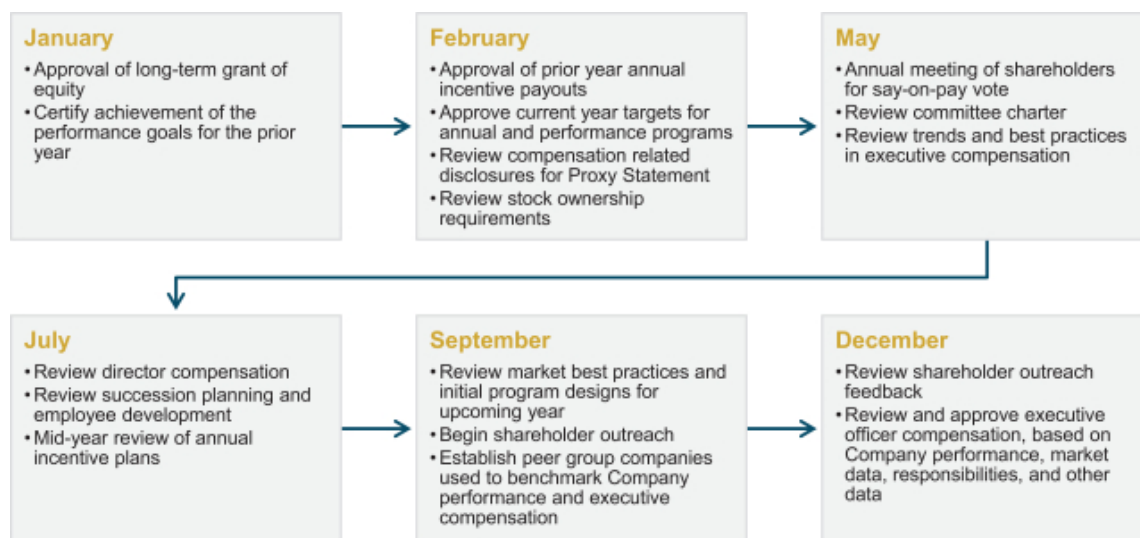 January
• Approval of long-term grant of
equity
• Certify achievement of the
performance goals for the prior
year
February
• Approval of prior year annual
incentive payouts
• Approve current year targets for
annual and performance programs
• Review compensation related
disclosures for Proxy Statement
• Review stock ownership
requirements
May
• Annual meeting of shareholders
for say-on-pay vote
• Review committee charter
• Review trends and best practices
in executive compensation
July
• Review director compensation
• Review succession planning and
employee development
• Mid-year review of annual
incentive plans
September
• Review market best practices and
initial program designs for
upcoming year
• Begin shareholder outreach
• Establish peer group companies
used to benchmark Company
performance and executive
compensation
December
• Review shareholder outreach
feedback
• Review and approve executive
officer compensation, based on
Company performance, market
data, responsibilities, and other
data